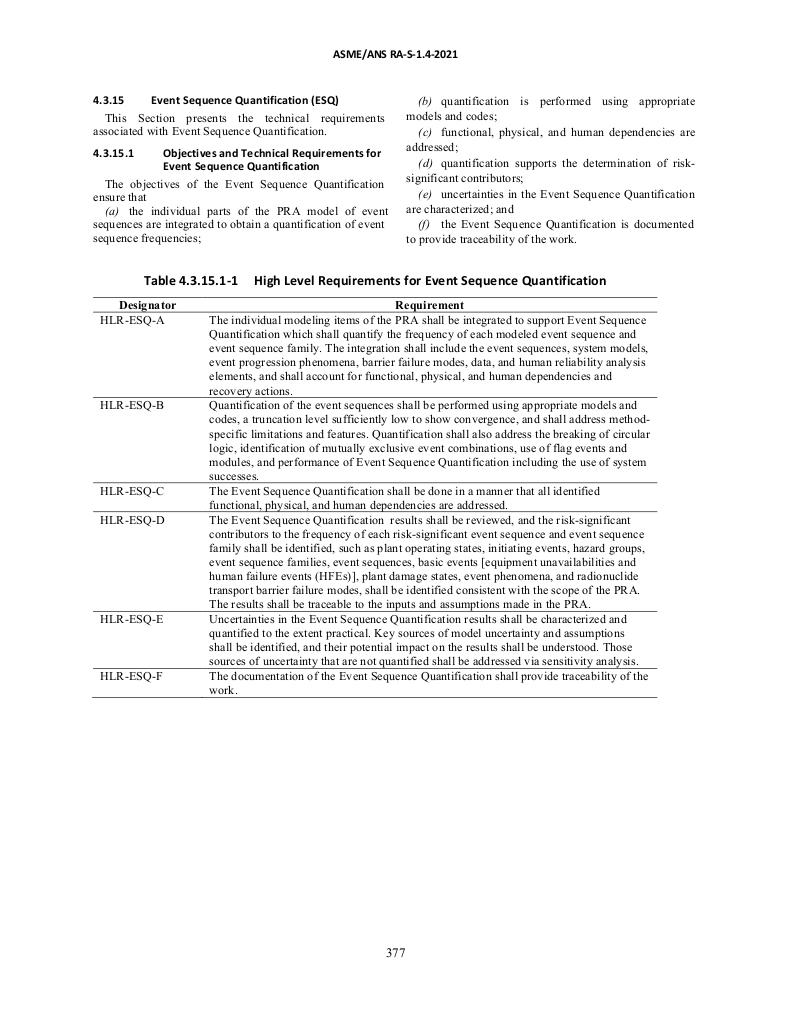 ASME/ANS RA-S-1.4-2021
4.3.15 Event Sequence Quantification (ESQ)
This Section presents the technical requirements
associated with Event Sequence Quantification.
4.3.15.1 Objectives and Technical Requirements for
Event Sequence Quantification
The objectives of the Event Sequence Quantification
ensure that
(a) the individual parts of the PRA model of event
sequences are integrated to obtain a quantification of event
sequence frequencies;
(b) quantification is performed using appropriate
models and codes;
(c) functional, physical, and human dependencies are
addressed;
(d) quantification supports the determination of risk-
significant contributors;
(e) uncertainties in the Event Sequence Quantification
are characterized; and
(f) the Event Sequence Quantification is documented
to provide traceability of the work.
Table 4.3.15.1-1 High Level Requirements for Event Sequence Quantification
Designator Requirement
HLR-ESQ-A The individual modeling items of the PRA shall be integrated to support Event Sequence
Quantification which shall quantify the frequency of each modeled event sequence and
event sequence family. The integration shall include the event sequences, system models,
event progression phenomena, barrier failure modes, data, and human reliability analysis
elements, and shall account for functional, physical, and human dependencies and
recovery actions.
HLR-ESQ-B Quantification of the event sequences shall be performed using appropriate models and
codes, a truncation level sufficiently low to show convergence, and shall address method-
specific limitations and features. Quantification shall also address the breaking of circular
logic, identification of mutually exclusive event combinations, use of flag events and
modules, and performance of Event Sequence Quantification including the use of system
successes.
HLR-ESQ-C The Event Sequence Quantification shall be done in a manner that all identified
functional, physical, and human dependencies are addressed.
HLR-ESQ-D The Event Sequence Quantification results shall be reviewed, and the risk-significant
contributors to the frequency of each risk-significant event sequence and event sequence
family shall be identified, such as plant operating states, initiating events, hazard groups,
event sequence families, event sequences, basic events [equipment unavailabilities and
human failure events (HFEs)], plant damage states, event phenomena, and radionuclide
transport barrier failure modes, shall be identified consistent with the scope of the PRA.
The results shall be traceable to the inputs and assumptions made in the PRA.
HLR-ESQ-E Uncertainties in the Event Sequence Quantification results shall be characterized and
quantified to the extent practical. Key sources of model uncertainty and assumptions
shall be identified, and their potential impact on the results shall be understood. Those
sources of uncertainty that are not quantified shall be addressed via sensitivity analysis.
HLR-ESQ-F The documentation of the Event Sequence Quantification shall provide traceability of the
work.
377